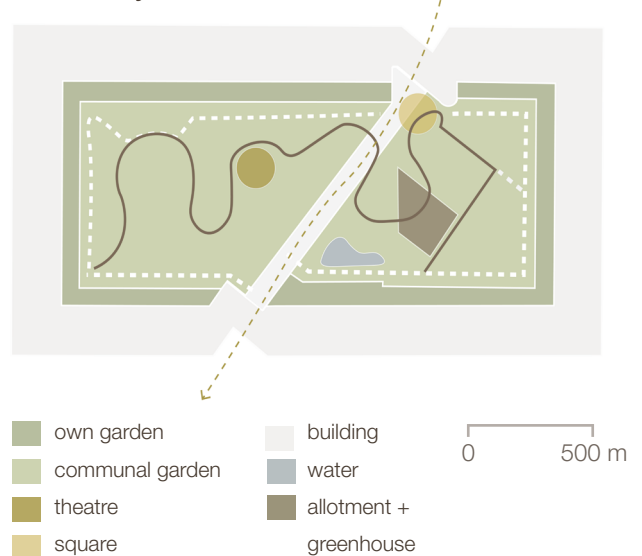 own garden
communal garden
theatre
square
building
water
allotment +
greenhouse
0 500 m